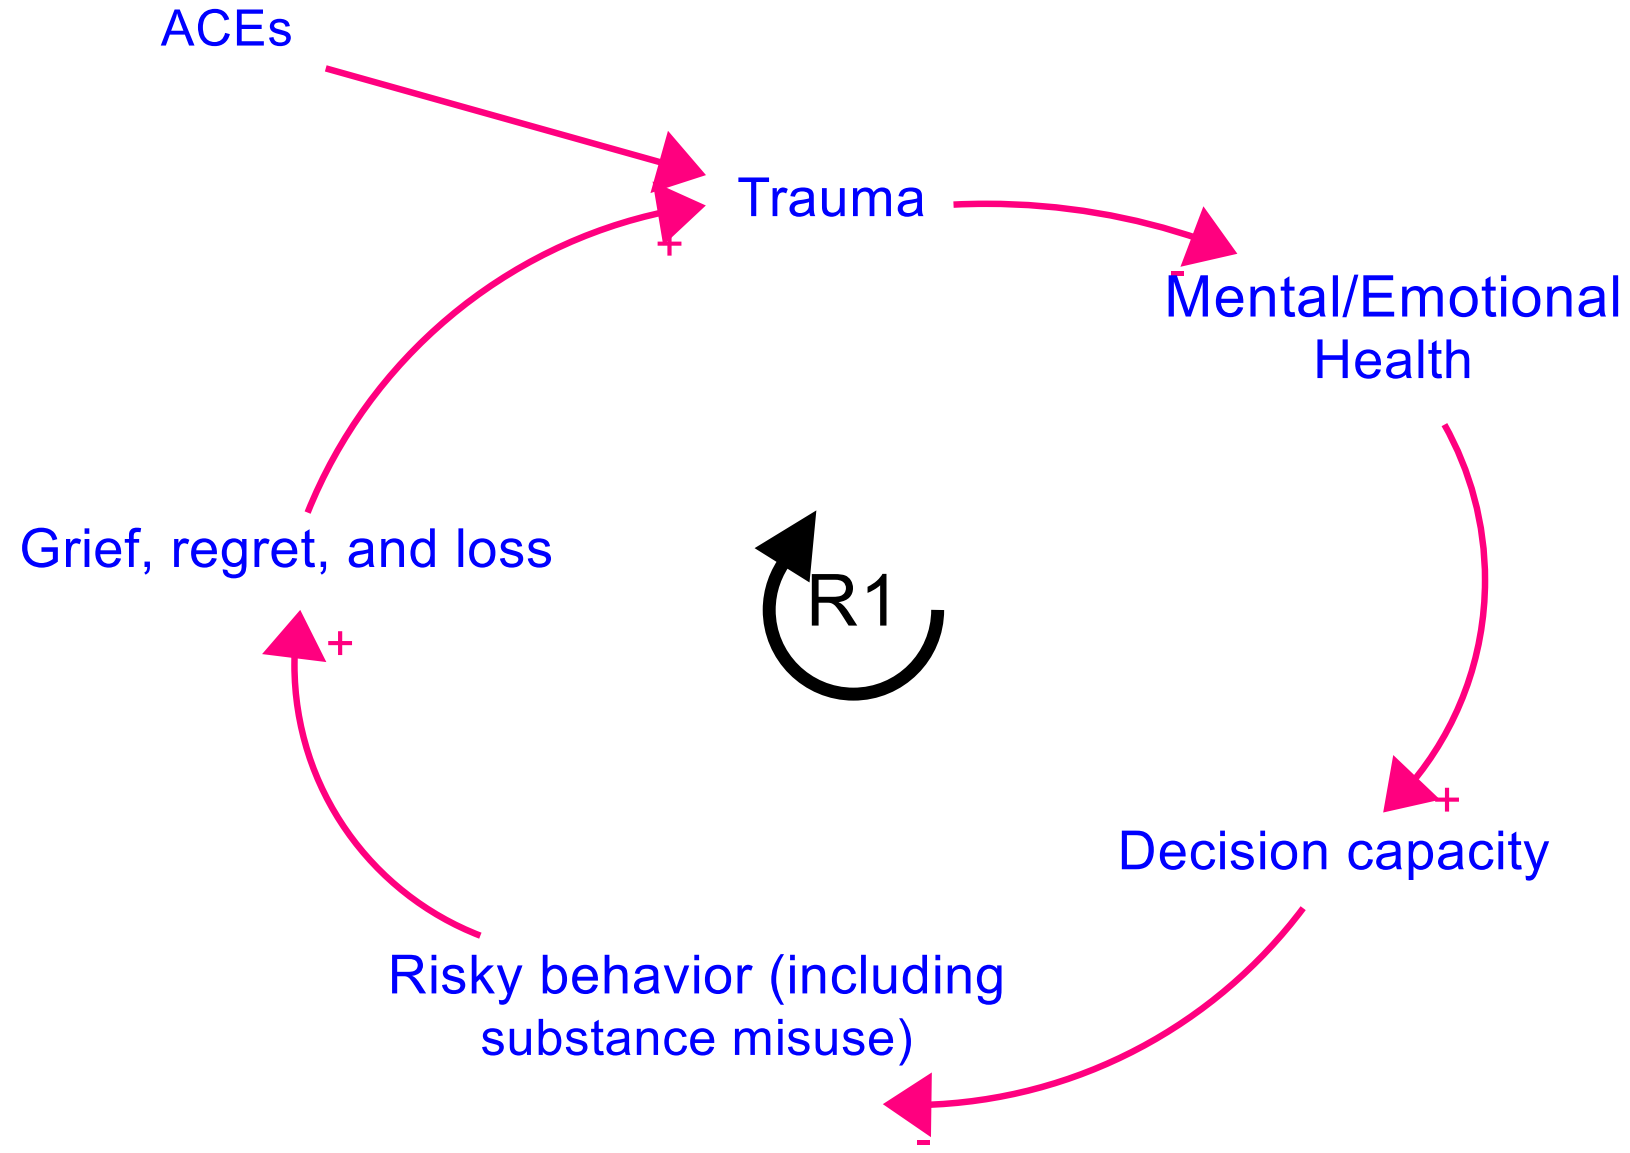 ACEs
Trauma
+
-
Mental/Emotional
Health
Grief, regret, and loss
R1
+
+
Decision capacity
Risky behavior (including
substance misuse)
-